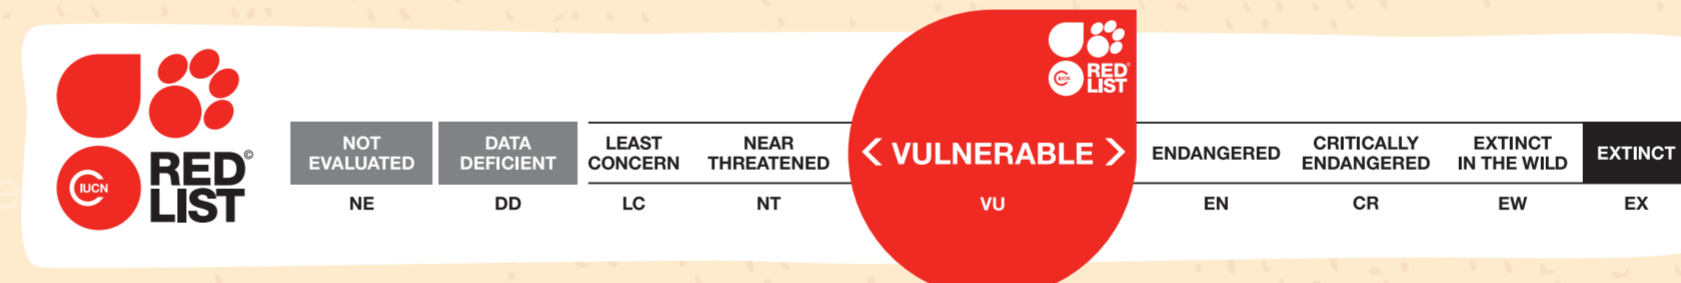 IUCN
RED
LIST
©
NOT
EVALUATED
NE
DATA
DEFICIENT
DD
LEAST
CONCERN
LC
NEAR
THREATENED
NT
IUCN
RED
LIST
< VULNERABLE >
VU
ENDANGERED
EN
CRITICALLY
ENDANGERED
CR
EXTINCT
IN THE WILD
EW
EXTINCT
EX